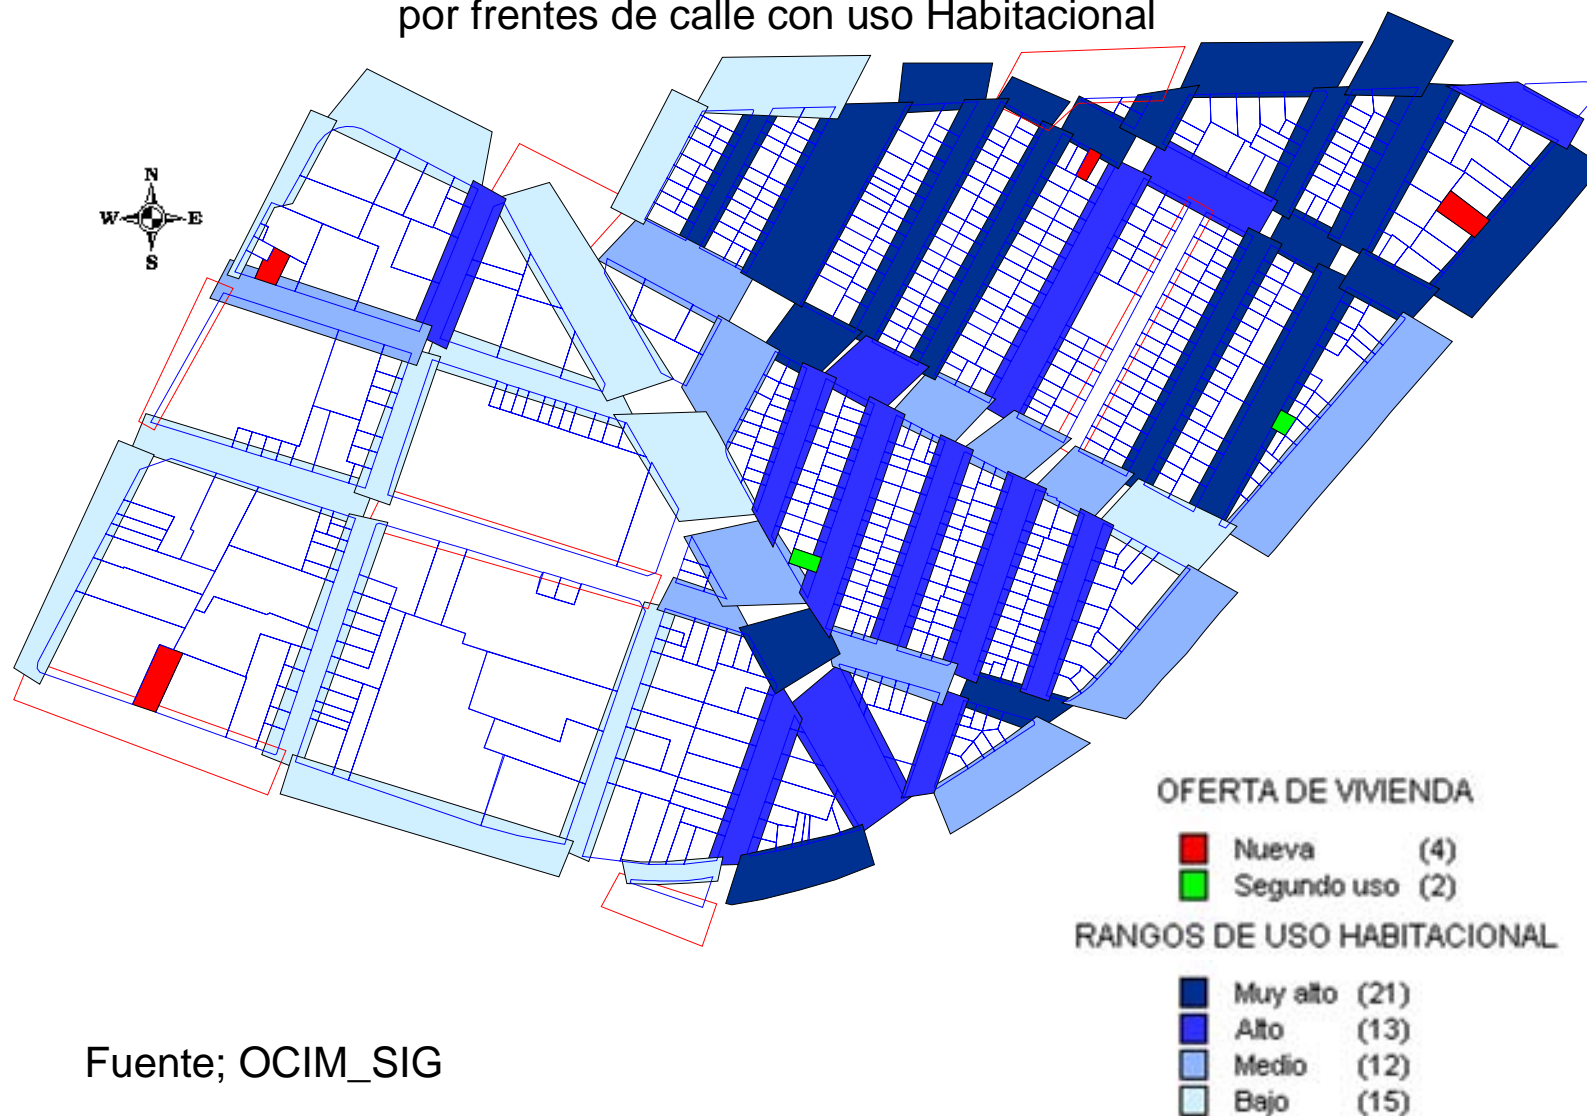 por frentes de calle con uso Habitacional
N
W E
S
OFERTA DE VIVIENDA
Nueva (4)
Segundo uso (2)
RANGOS DE USO HABITACIONAL
Muy alto (21)
Alto (13)
Medio (12)
Bajo (15)
Fuente; OCIM_SIG